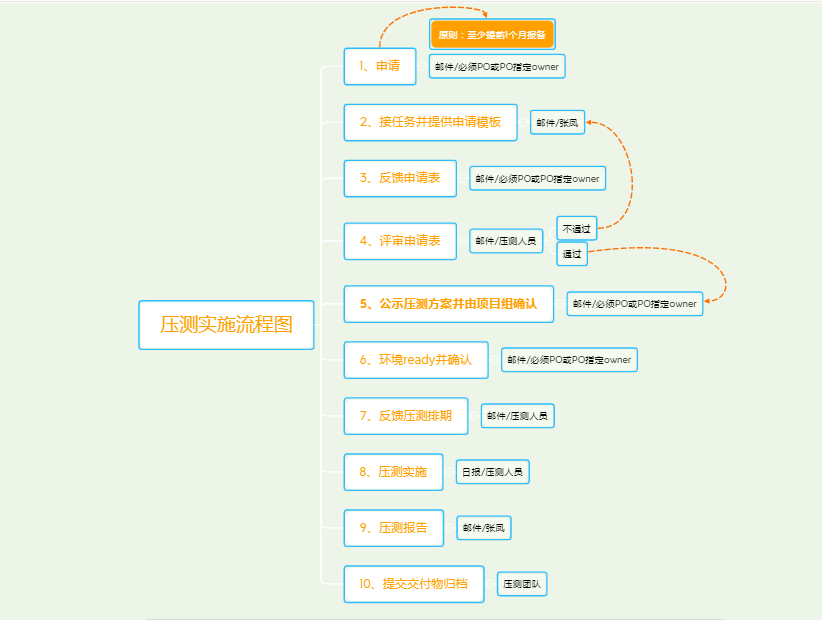 原则：至少提前1个月报备
1、申请
邮件/必须PO或PO指定owner
2、接任务并提供申请模板
邮件/张凤
3、反馈申请表
邮件/必须PO或PO指定owner
4、评审申请表
邮件/压测人员
不通过
通过
5、公示压测方案并由项目组确认
邮件/必须PO或PO指定owner
压测实施流程图
6、环境ready并确认
邮件/必须PO或PO指定owner
7、反馈压测排期
邮件/压测人员
8、压测实施
日报/压测人员
9、压测报告
邮件/张凤
10、提交交付物归档
压测团队